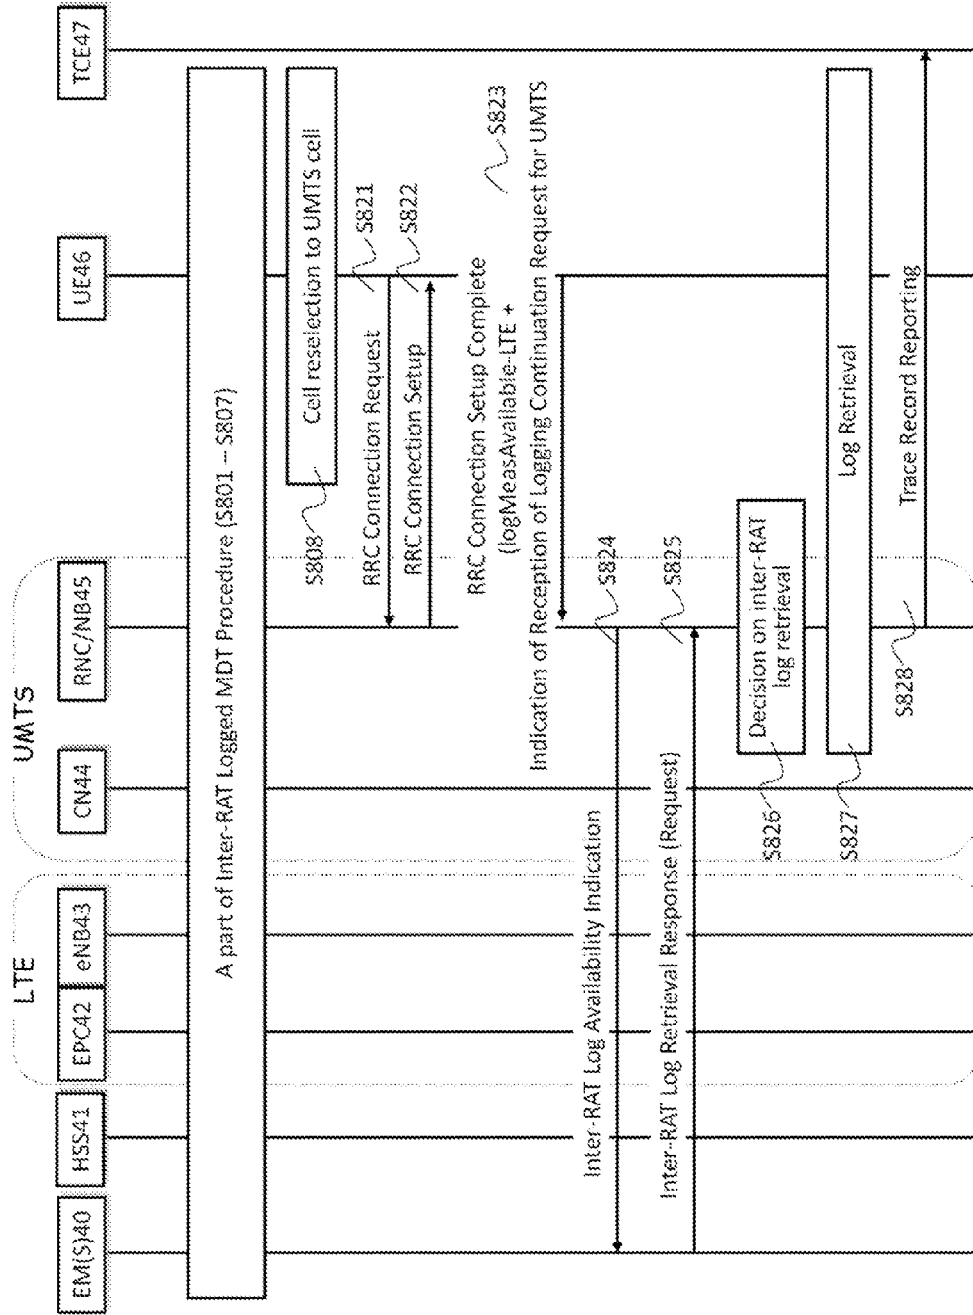 LTE
UMTS
EM(S)40
HSS41
EPC42
eNB43
CN44
RNC/NB45
UE46
TCE47
A part of Inter-RAT Logged MDT Procedure (S801 – S807)
S808
Cell reselection to UMTS cell
RRC Connection Request
S821
RRC Connection Setup
S822
RRC Connection Setup Complete
(logMeasAvailable-LTE +
S823
Indication of Reception of Logging Continuation Request for UMTS
Inter-RAT Log Availability Indication
S824
Inter-RAT Log Retrieval Response (Request)
S825
S826
Decision on inter-RAT
log retrieval
S827
Log Retrieval
S828
Trace Record Reporting